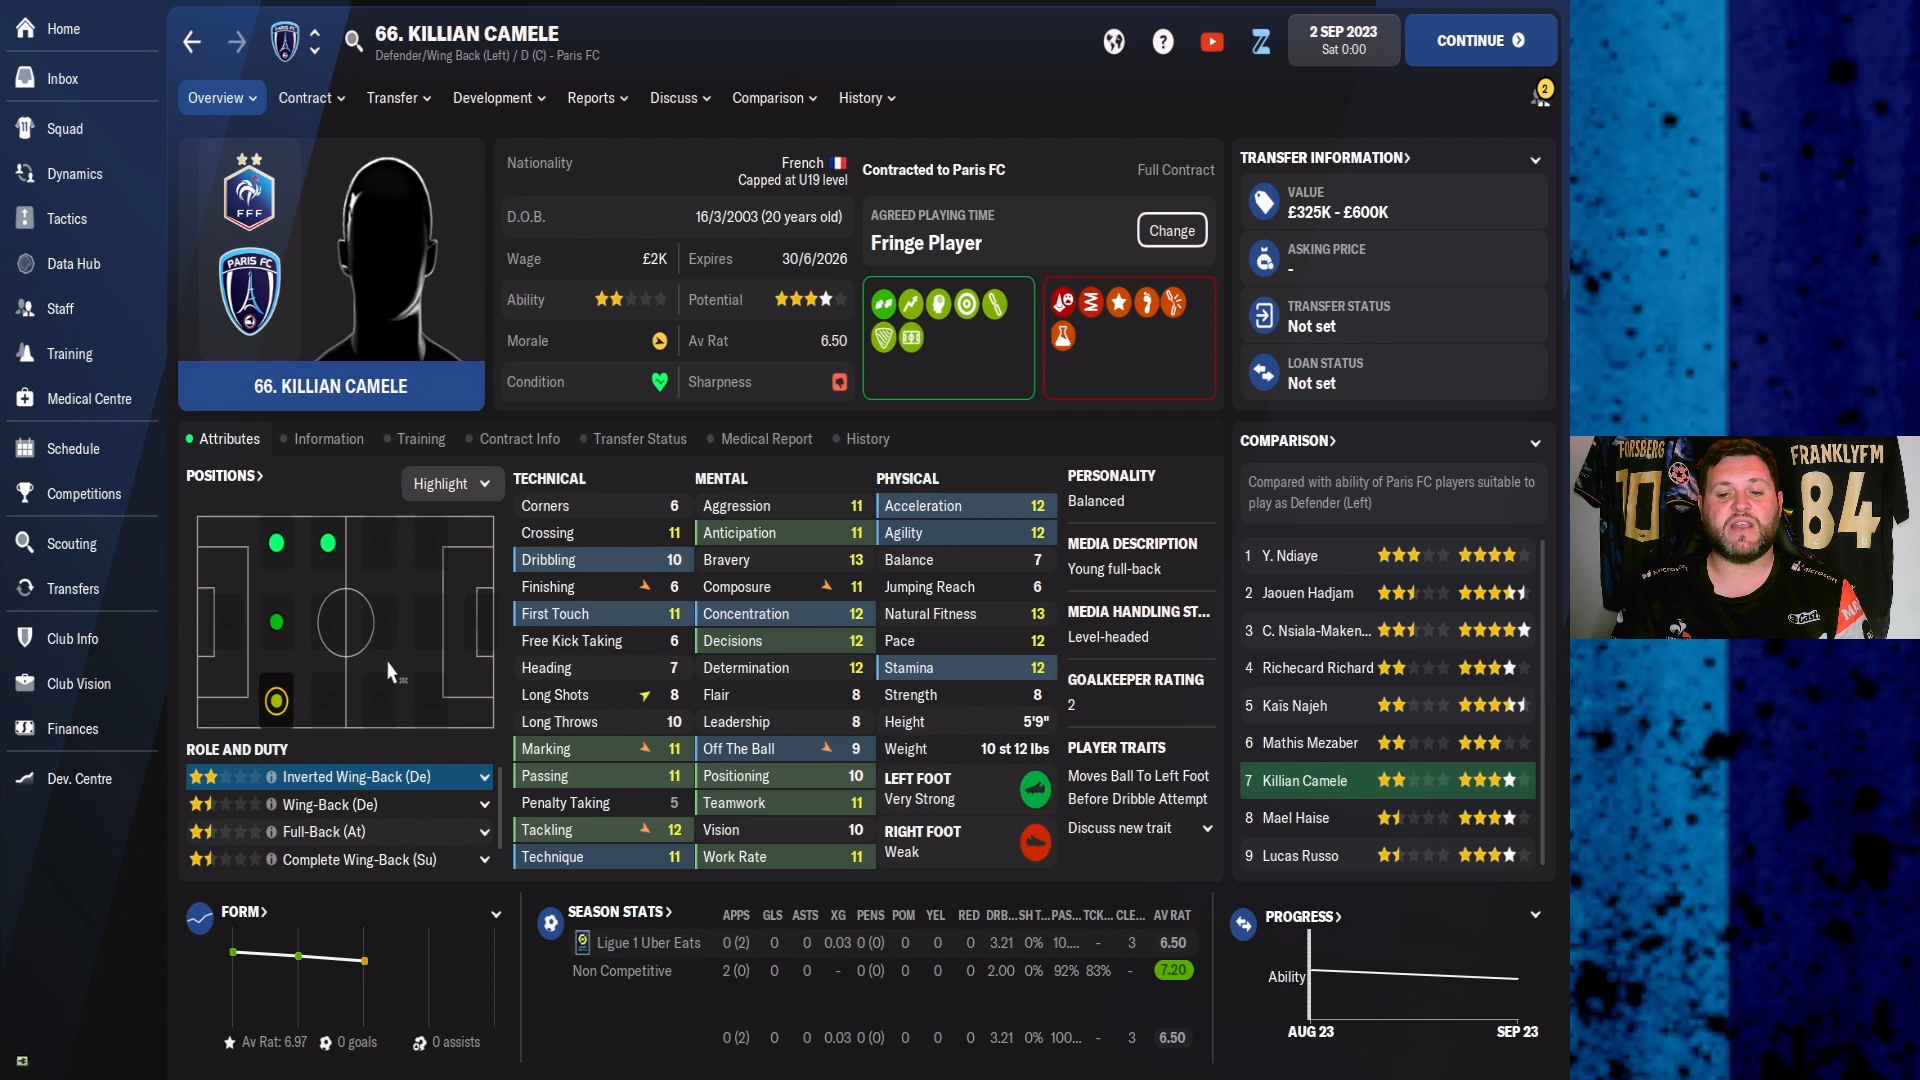 Home
Inbox
Squad
Dynamics
Tactics
Data Hub
Staff
Training
Medical Centre
Schedule
Competitions
Scouting
Transfers
Club Info
Club Vision
Finances
Dev. Centre
66. KILLIAN CAMELE
Defender/Wing Back (Left) / D (C) - Paris FC
2 SEP 2023
Sat 0:00
CONTINUE
Overview Contract Transfer Development Reports Discuss Comparison History
2
FFF
PARIS FC
66. KILLIAN CAMELE
Nationality French
Capped at U19 level
D.O.B. 16/3/2003 (20 years old)
Wage £2K Expires 30/6/2026
Ability Potential
Morale Av Rat 6.50
Condition Sharpness
Contracted to Paris FC Full Contract
AGREED PLAYING TIME
Fringe Player
Change
TRANSFER INFORMATION>
VALUE
£325K - £600K
ASKING PRICE
-
TRANSFER STATUS
Not set
LOAN STATUS
Not set
Attributes Information Training Contract Info Transfer Status Medical Report History
POSITIONS>
Highlight
ROLE AND DUTY
Inverted Wing-Back (De)
Wing-Back (De)
Full-Back (At)
Complete Wing-Back (Su)
TECHNICAL
Corners 6
Crossing 11
Dribbling 10
Finishing 6
First Touch 11
Free Kick Taking 6
Heading 7
Long Shots 8
Long Throws 10
Marking 11
Passing 11
Penalty Taking 5
Tackling 12
Technique 11
MENTAL
Aggression 11
Anticipation 11
Bravery 13
Composure 11
Concentration 12
Decisions 12
Determination 12
Flair 8
Leadership 8
Off The Ball 9
Positioning 10
Teamwork 11
Vision 10
Work Rate 11
PHYSICAL
Acceleration 12
Agility 12
Balance 7
Jumping Reach 6
Natural Fitness 13
Pace 12
Stamina 12
Strength 8
Height 5'9"
Weight 10 st 12 lbs
LEFT FOOT
Very Strong
RIGHT FOOT
Weak
PERSONALITY
Balanced
MEDIA DESCRIPTION
Young full-back
MEDIA HANDLING ST...
Level-headed
GOALKEEPER RATING
2
PLAYER TRAITS
Moves Ball To Left Foot
Before Dribble Attempt
Discuss new trait
COMPARISON>
Compared with ability of Paris FC players suitable to
play as Defender (Left)
1 Y. Ndiaye
2 Jaouen Hadjam
3 C. Nsiala-Maken...
4 Richecard Richard
5 Kaïs Najeh
6 Mathis Mezaber
7 Killian Camele
8 Mael Haise
9 Lucas Russo
FORM>
Av Rat: 6.97 0 goals 0 assists
SEASON STATS>
APPS GLS ASTS XG PENS POM YEL RED DRB... SH T... PAS... TCK... CLE... AV RAT
Ligue 1 Uber Eats 0 (2) 0 0 0.03 0 (0) 0 0 0 3.21 0% 10.... - 3 6.50
Non Competitive 2 (0) 0 0 - 0 (0) 0 0 0 2.00 0% 92% 83% - 7.20
0 (2) 0 0 0.03 0 (0) 0 0 0 3.21 0% 100... - 3 6.50
PROGRESS>
Ability
AUG 23 SEP 23
FORSBERG
10
FRANKLYFM
84
Microsoft
Microsoft